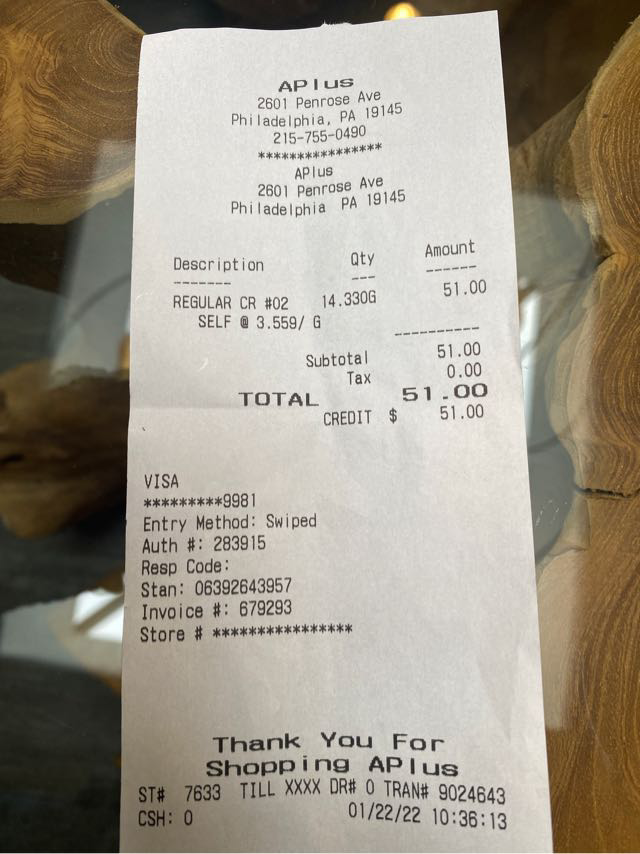 APlus
2601 Penrose Ave
Philadelphia, PA 19145
215-755-0490
****************
APlus
2601 Penrose Ave
Philadelphia PA 19145
Description Qty Amount
------- --- ------
REGULAR CR #02 14.330G 51.00
SELF @ 3.559/ G
----------
Subtotal 51.00
Tax 0.00
TOTAL 51.00
CREDIT $ 51.00
VISA
*********9981
Entry Method: Swiped
Auth #: 283915
Resp Code:
Stan: 06392643957
Invoice #: 679293
Store # ****************
Thank You For
Shopping APlus
ST# 7633 TILL XXXX DR# 0 TRAN# 9024643
CSH: 0 01/22/22 10:36:13